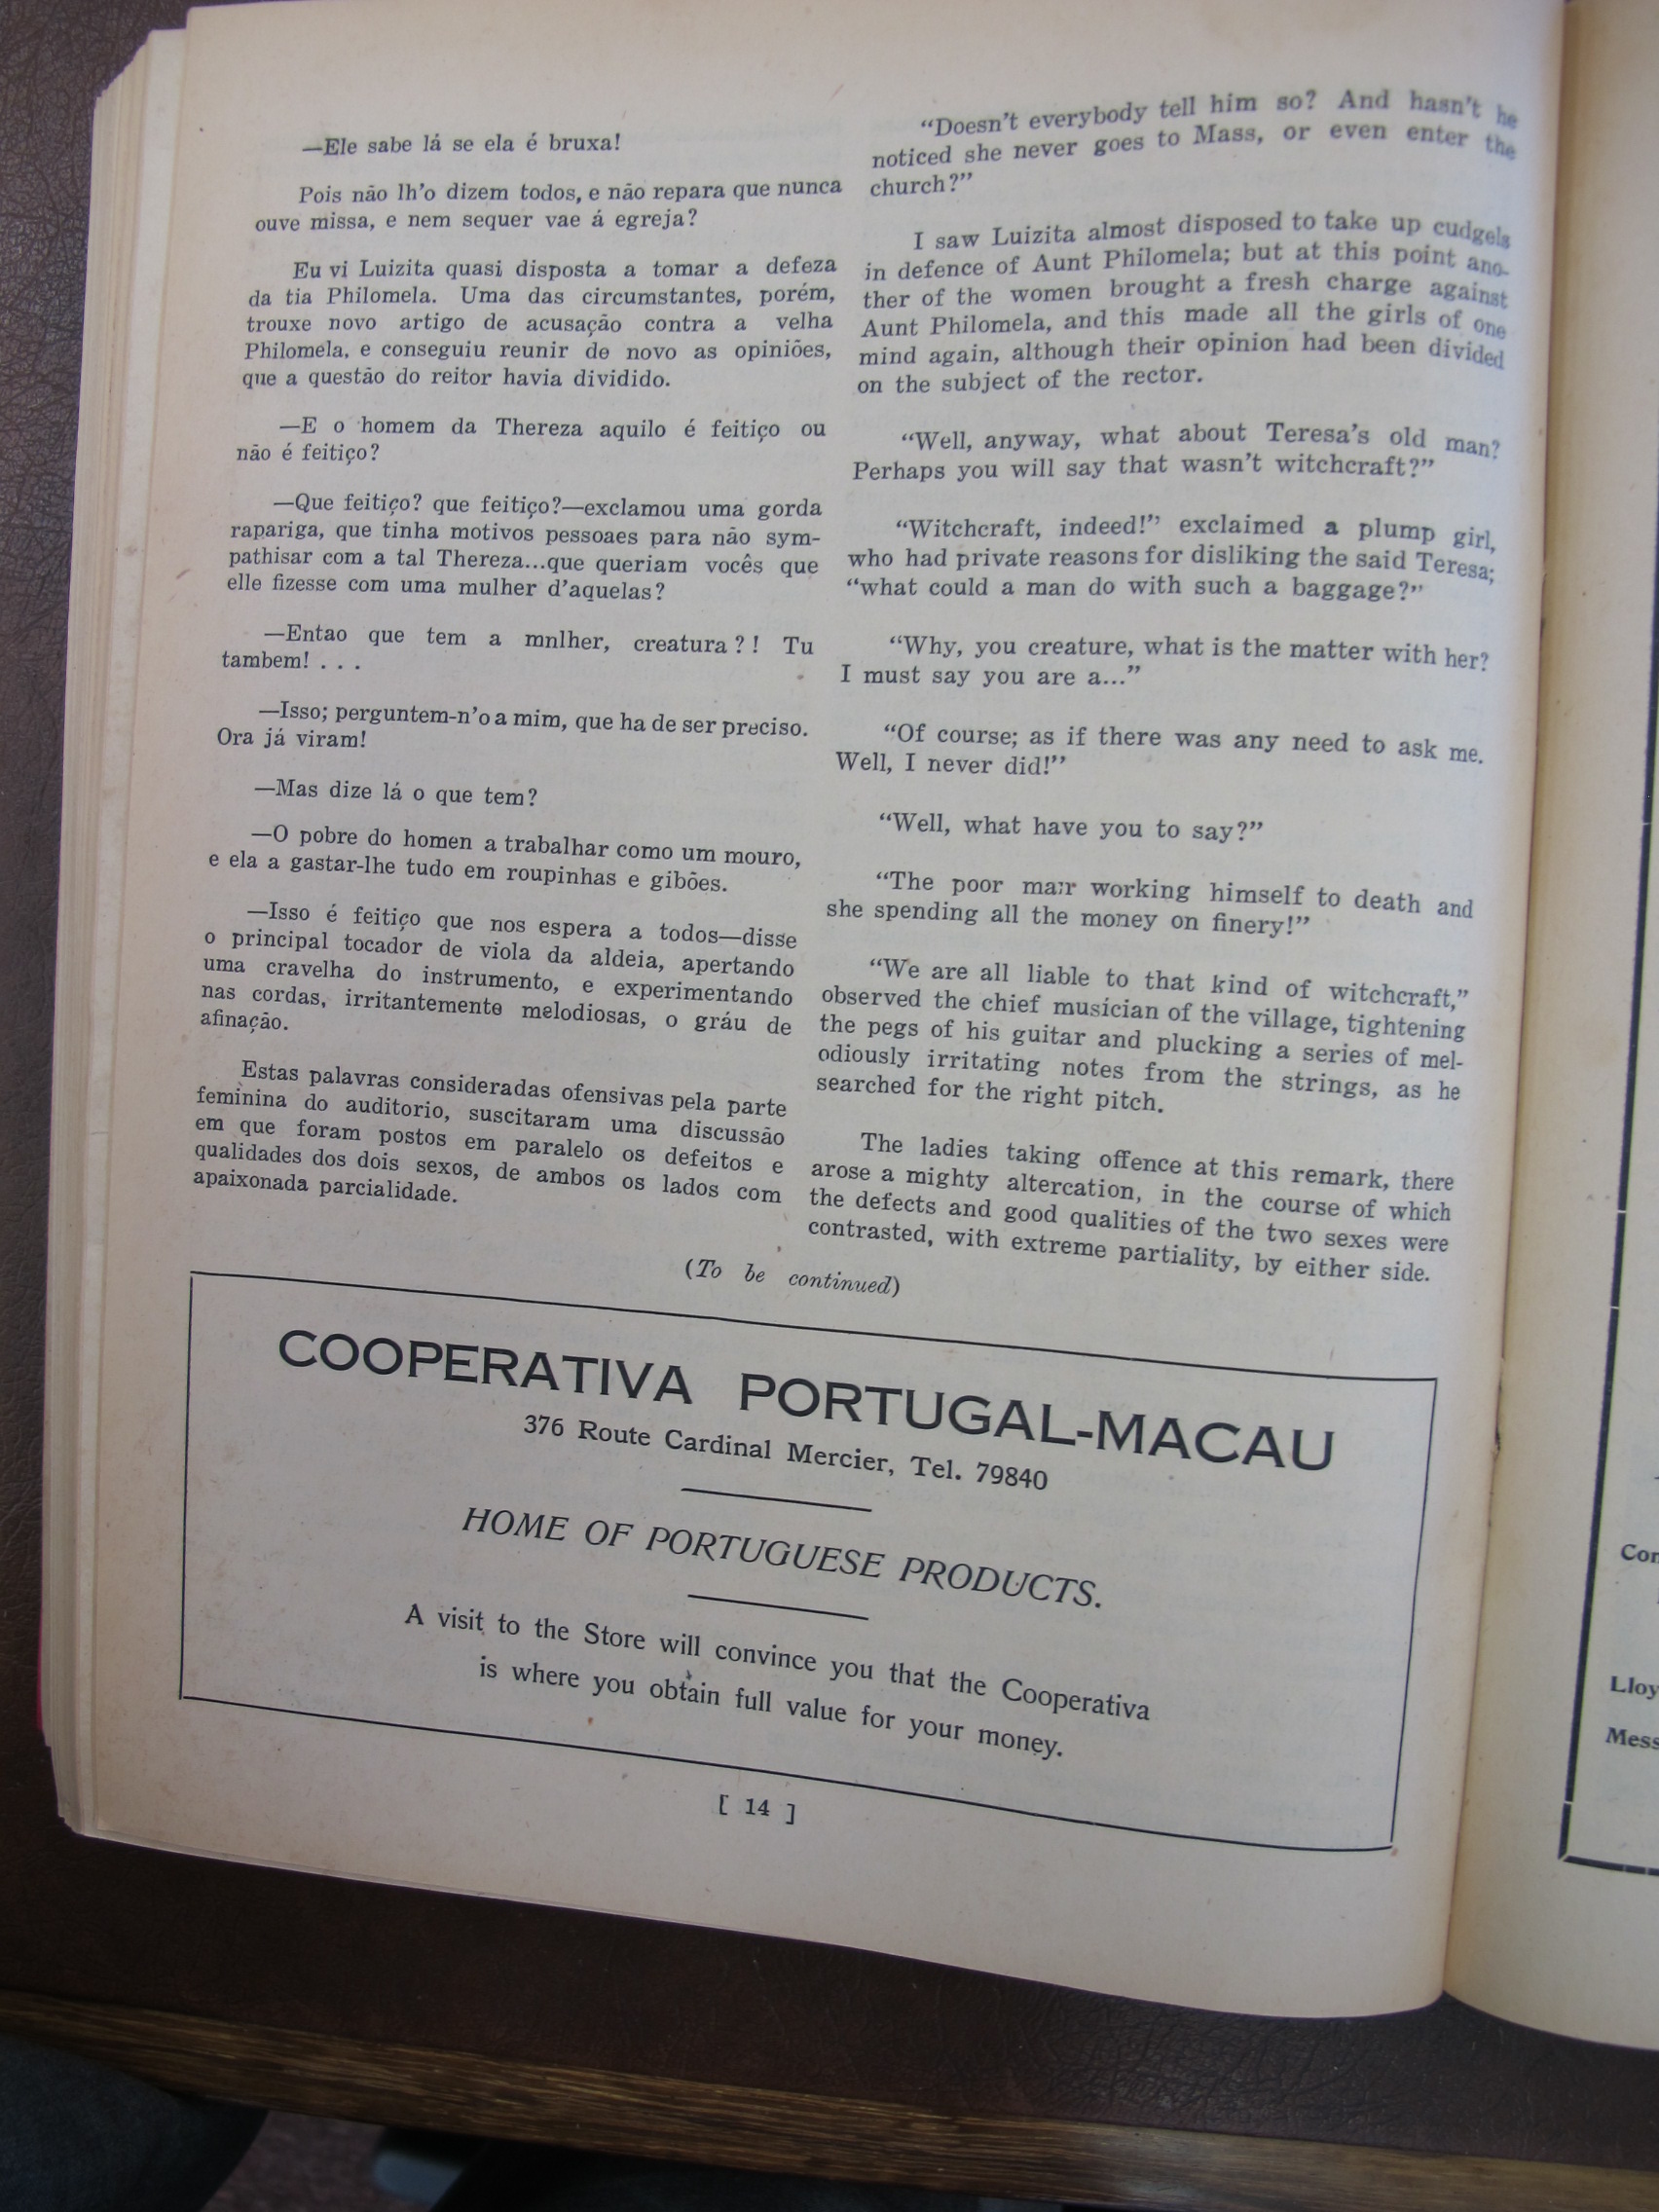 —Ele sabe lá se ela é bruxa!
Pois não lh'o dizem todos, e não repara que nunca
ouve missa, e nem sequer vae á egreja?
Eu vi Luizita quasi disposta a tomar a defeza
da tia Philomela. Uma das circumstantes, porém,
trouxe novo artigo de acusação contra a velha
Philomela, e conseguiu reunir de novo as opiniões,
que a questão do reitor havia dividido.
—E o homem da Thereza aquilo é feitiço ou
não é feitiço?
—Que feitiço? que feitiço?—exclamou uma gorda
rapariga, que tinha motivos pessoaes para não sym-
pathisar com a tal Thereza...que queriam vocês que
elle fizesse com uma mulher d'aquelas?
—Entao que tem a mnlher, creatura?! Tu
tambem! . . .
—Isso; perguntem-n'o a mim, que ha de ser preciso.
Ora já viram!
—Mas dize lá o que tem?
—O pobre do homen a trabalhar como um mouro,
e ela a gastar-lhe tudo em roupinhas e gibões.
—Isso é feitiço que nos espera a todos—disse
o principal tocador de viola da aldeia, apertando
uma cravelha do instrumento, e experimentando
nas cordas, irritantemente melodiosas, o gráu de
afinação.
Estas palavras consideradas ofensivas pela parte
feminina do auditorio, suscitaram uma discussão
em que foram postos em paralelo os defeitos e
qualidades dos dois sexos, de ambos os lados com
apaixonada parcialidade.
"Doesn't everybody tell him so? And hasn't he
noticed she never goes to Mass, or even enter the
church?"
I saw Luizita almost disposed to take up cudgels
in defence of Aunt Philomela; but at this point ano-
ther of the women brought a fresh charge against
Aunt Philomela, and this made all the girls of one
mind again, although their opinion had been divided
on the subject of the rector.
"Well, anyway, what about Teresa's old man?
Perhaps you will say that wasn't witchcraft?"
"Witchcraft, indeed!" exclaimed a plump girl,
who had private reasons for disliking the said Teresa;
"what could a man do with such a baggage?"
"Why, you creature, what is the matter with her?
I must say you are a..."
"Of course; as if there was any need to ask me.
Well, I never did!"
"Well, what have you to say?"
"The poor man working himself to death and
she spending all the money on finery!"
"We are all liable to that kind of witchcraft,"
observed the chief musician of the village, tightening
the pegs of his guitar and plucking a series of mel-
odiously irritating notes from the strings, as he
searched for the right pitch.
The ladies taking offence at this remark, there
arose a mighty altercation, in the course of which
the defects and good qualities of the two sexes were
contrasted, with extreme partiality, by either side.
(To be continued)
COOPERATIVA PORTUGAL-MACAU
376 Route Cardinal Mercier, Tel. 79840
HOME OF PORTUGUESE PRODUCTS.
A visit to the Store will convince you that the Cooperativa
is where you obtain full value for your money.
[ 14 ]